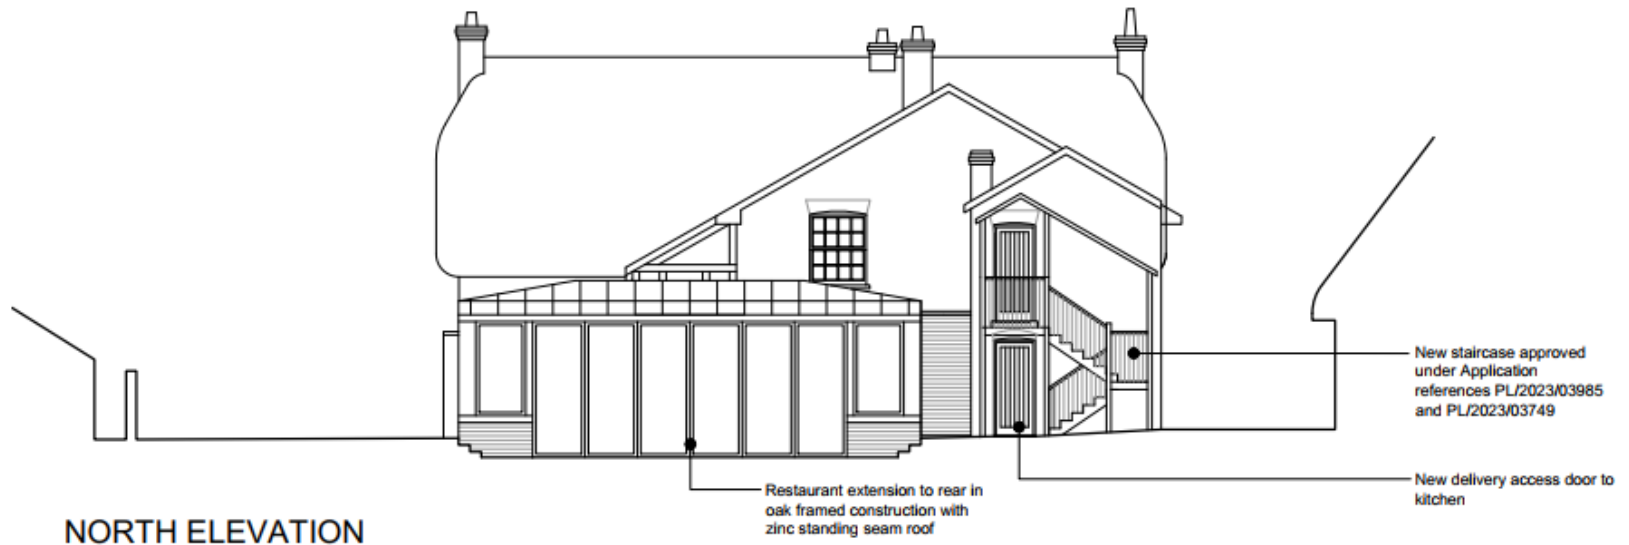 New staircase approved
under Application
references PL/2023/03985
and PL/2023/03749
New delivery access door to
kitchen
Restaurant extension to rear in
oak framed construction with
zinc standing seam roof
NORTH ELEVATION